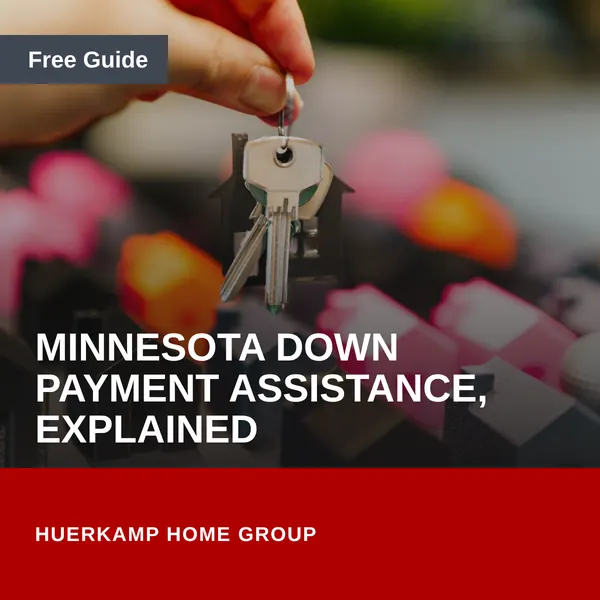 Free Guide
MINNESOTA DOWN
PAYMENT ASSISTANCE,
EXPLAINED
HUERKAMP HOME GROUP